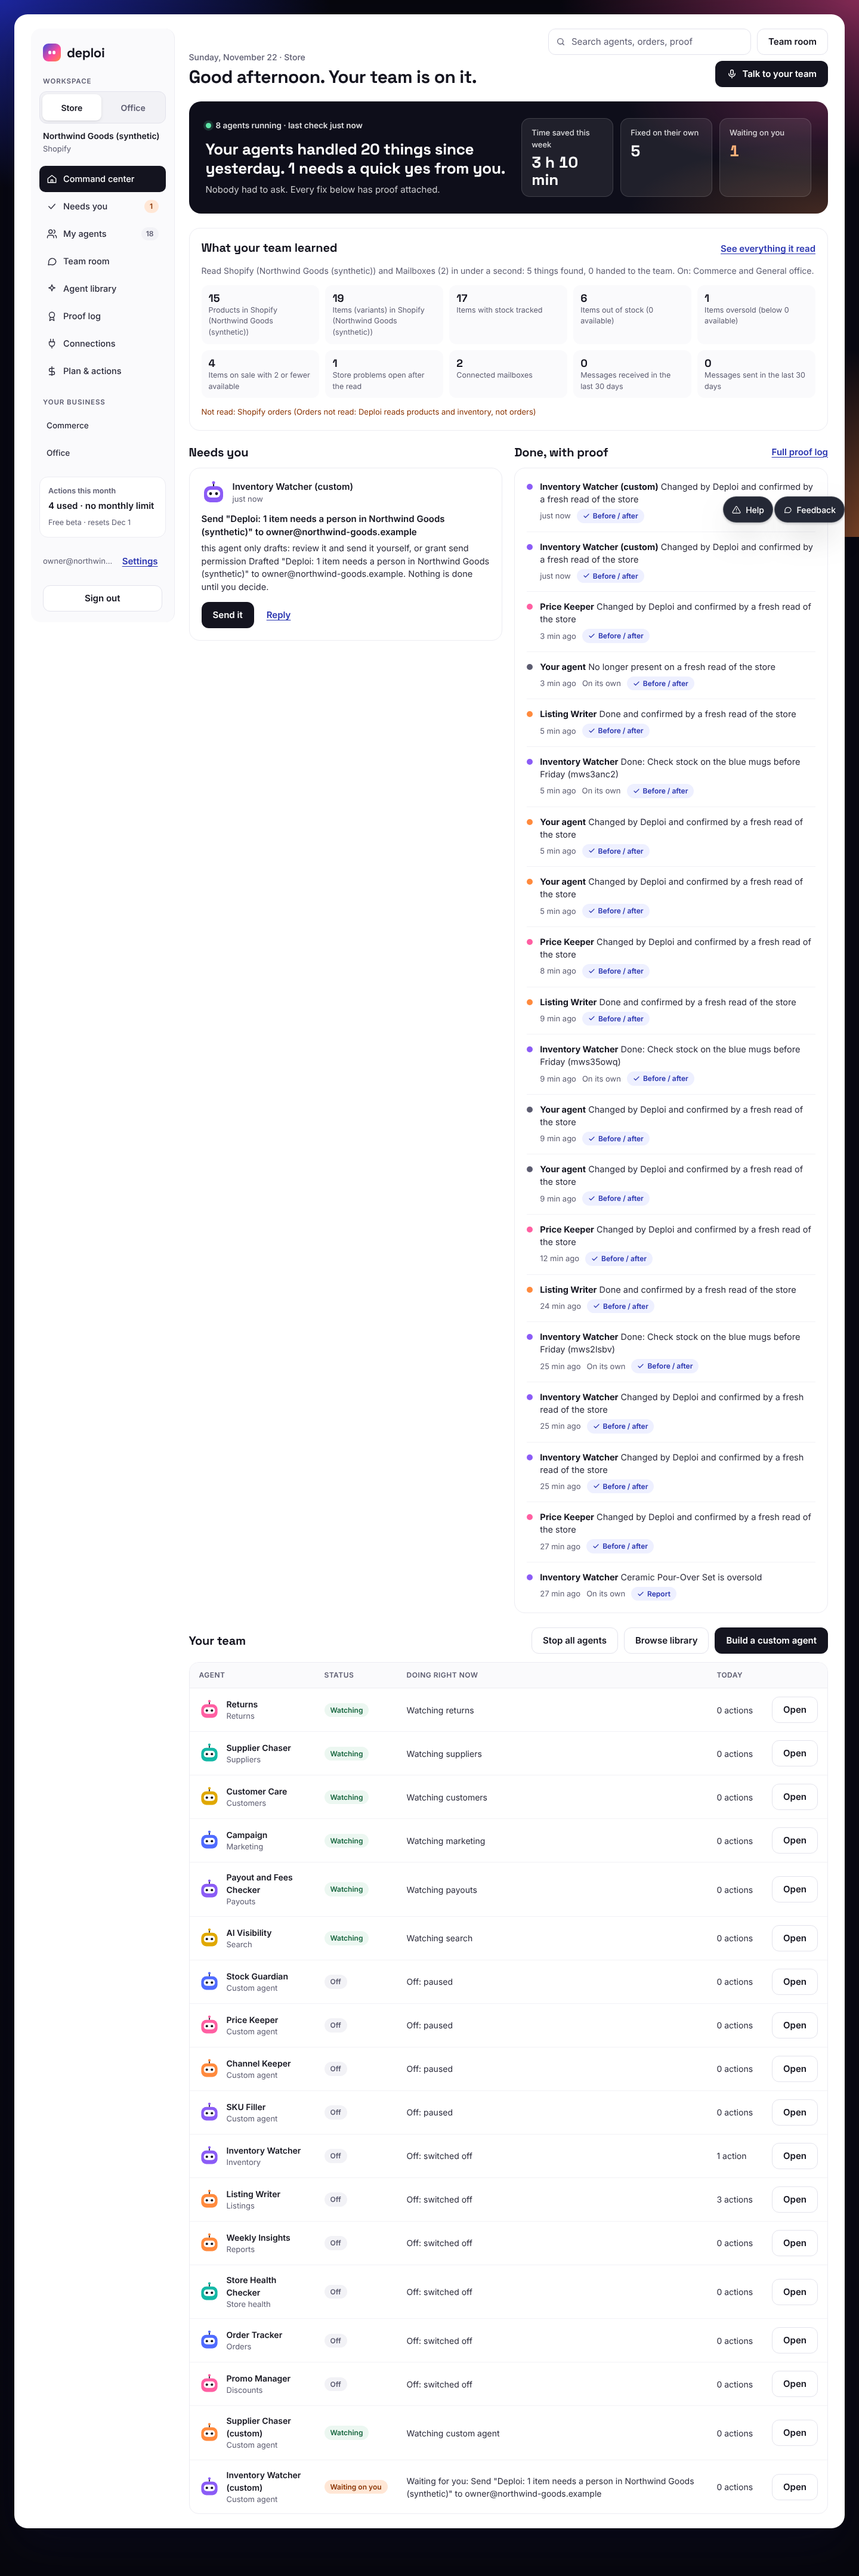 deploi
WORKSPACE
Store
Office
Northwind Goods (synthetic)
Shopify
Command center
Needs you
1
My agents
18
Team room
Agent library
Proof log
Connections
Plan & actions
YOUR BUSINESS
Commerce
Office
Actions this month
4 used · no monthly limit
Free beta · resets Dec 1
owner@northwin...
Settings
Sign out
Search agents, orders, proof
Team room
Sunday, November 22 · Store
Good afternoon. Your team is on it.
Talk to your team
8 agents running · last check just now
Your agents handled 20 things since
yesterday. 1 needs a quick yes from you.
Nobody had to ask. Every fix below has proof attached.
Time saved this
week
3 h 10
min
Fixed on their own
5
Waiting on you
1
What your team learned
See everything it read
Read Shopify (Northwind Goods (synthetic)) and Mailboxes (2) in under a second: 5 things found, 0 handed to the team. On: Commerce and General office.
15
Products in Shopify
(Northwind Goods
(synthetic))
19
Items (variants) in Shopify
(Northwind Goods
(synthetic))
17
Items with stock tracked
6
Items out of stock (0
available)
1
Items oversold (below 0
available)
4
Items on sale with 2 or fewer
available
1
Store problems open after
the read
2
Connected mailboxes
0
Messages received in the
last 30 days
0
Messages sent in the last 30
days
Not read: Shopify orders (Orders not read: Deploi reads products and inventory, not orders)
Needs you
Inventory Watcher (custom)
just now
Send "Deploi: 1 item needs a person in Northwind Goods
(synthetic)" to owner@northwind-goods.example
this agent only drafts: review it and send it yourself, or grant send
permission Drafted "Deploi: 1 item needs a person in Northwind Goods
(synthetic)" to owner@northwind-goods.example. Nothing is done
until you decide.
Send it
Reply
Done, with proof
Full proof log
Inventory Watcher (custom) Changed by Deploi and confirmed by
a fresh read of the store
just now
Before / after
Help
Feedback
Inventory Watcher (custom) Changed by Deploi and confirmed by
a fresh read of the store
just now
Before / after
Price Keeper Changed by Deploi and confirmed by a fresh read of
the store
3 min ago
Before / after
Your agent No longer present on a fresh read of the store
3 min ago On its own
Before / after
Listing Writer Done and confirmed by a fresh read of the store
5 min ago
Before / after
Inventory Watcher Done: Check stock on the blue mugs before
Friday (mws3anc2)
5 min ago On its own
Before / after
Your agent Changed by Deploi and confirmed by a fresh read of
the store
5 min ago
Before / after
Your agent Changed by Deploi and confirmed by a fresh read of
the store
5 min ago
Before / after
Price Keeper Changed by Deploi and confirmed by a fresh read of
the store
8 min ago
Before / after
Listing Writer Done and confirmed by a fresh read of the store
9 min ago
Before / after
Inventory Watcher Done: Check stock on the blue mugs before
Friday (mws35owq)
9 min ago On its own
Before / after
Your agent Changed by Deploi and confirmed by a fresh read of
the store
9 min ago
Before / after
Your agent Changed by Deploi and confirmed by a fresh read of
the store
9 min ago
Before / after
Price Keeper Changed by Deploi and confirmed by a fresh read of
the store
12 min ago
Before / after
Listing Writer Done and confirmed by a fresh read of the store
24 min ago
Before / after
Inventory Watcher Done: Check stock on the blue mugs before
Friday (mws2lsbv)
25 min ago On its own
Before / after
Inventory Watcher Changed by Deploi and confirmed by a fresh
read of the store
25 min ago
Before / after
Inventory Watcher Changed by Deploi and confirmed by a fresh
read of the store
25 min ago
Before / after
Price Keeper Changed by Deploi and confirmed by a fresh read of
the store
27 min ago
Before / after
Inventory Watcher Ceramic Pour-Over Set is oversold
27 min ago On its own
Report
Your team
Stop all agents
Browse library
Build a custom agent
AGENT STATUS DOING RIGHT NOW TODAY
Returns
Returns
Watching
Watching returns
0 actions
Open
Supplier Chaser
Suppliers
Watching
Watching suppliers
0 actions
Open
Customer Care
Customers
Watching
Watching customers
0 actions
Open
Campaign
Marketing
Watching
Watching marketing
0 actions
Open
Payout and Fees
Checker
Payouts
Watching
Watching payouts
0 actions
Open
AI Visibility
Search
Watching
Watching search
0 actions
Open
Stock Guardian
Custom agent
Off
Off: paused
0 actions
Open
Price Keeper
Custom agent
Off
Off: paused
0 actions
Open
Channel Keeper
Custom agent
Off
Off: paused
0 actions
Open
SKU Filler
Custom agent
Off
Off: paused
0 actions
Open
Inventory Watcher
Inventory
Off
Off: switched off
1 action
Open
Listing Writer
Listings
Off
Off: switched off
3 actions
Open
Weekly Insights
Reports
Off
Off: switched off
0 actions
Open
Store Health
Checker
Store health
Off
Off: switched off
0 actions
Open
Order Tracker
Orders
Off
Off: switched off
0 actions
Open
Promo Manager
Discounts
Off
Off: switched off
0 actions
Open
Supplier Chaser
(custom)
Custom agent
Watching
Watching custom agent
0 actions
Open
Inventory Watcher
(custom)
Custom agent
Waiting on you
Waiting for you: Send "Deploi: 1 item needs a person in Northwind Goods
(synthetic)" to owner@northwind-goods.example
0 actions
Open